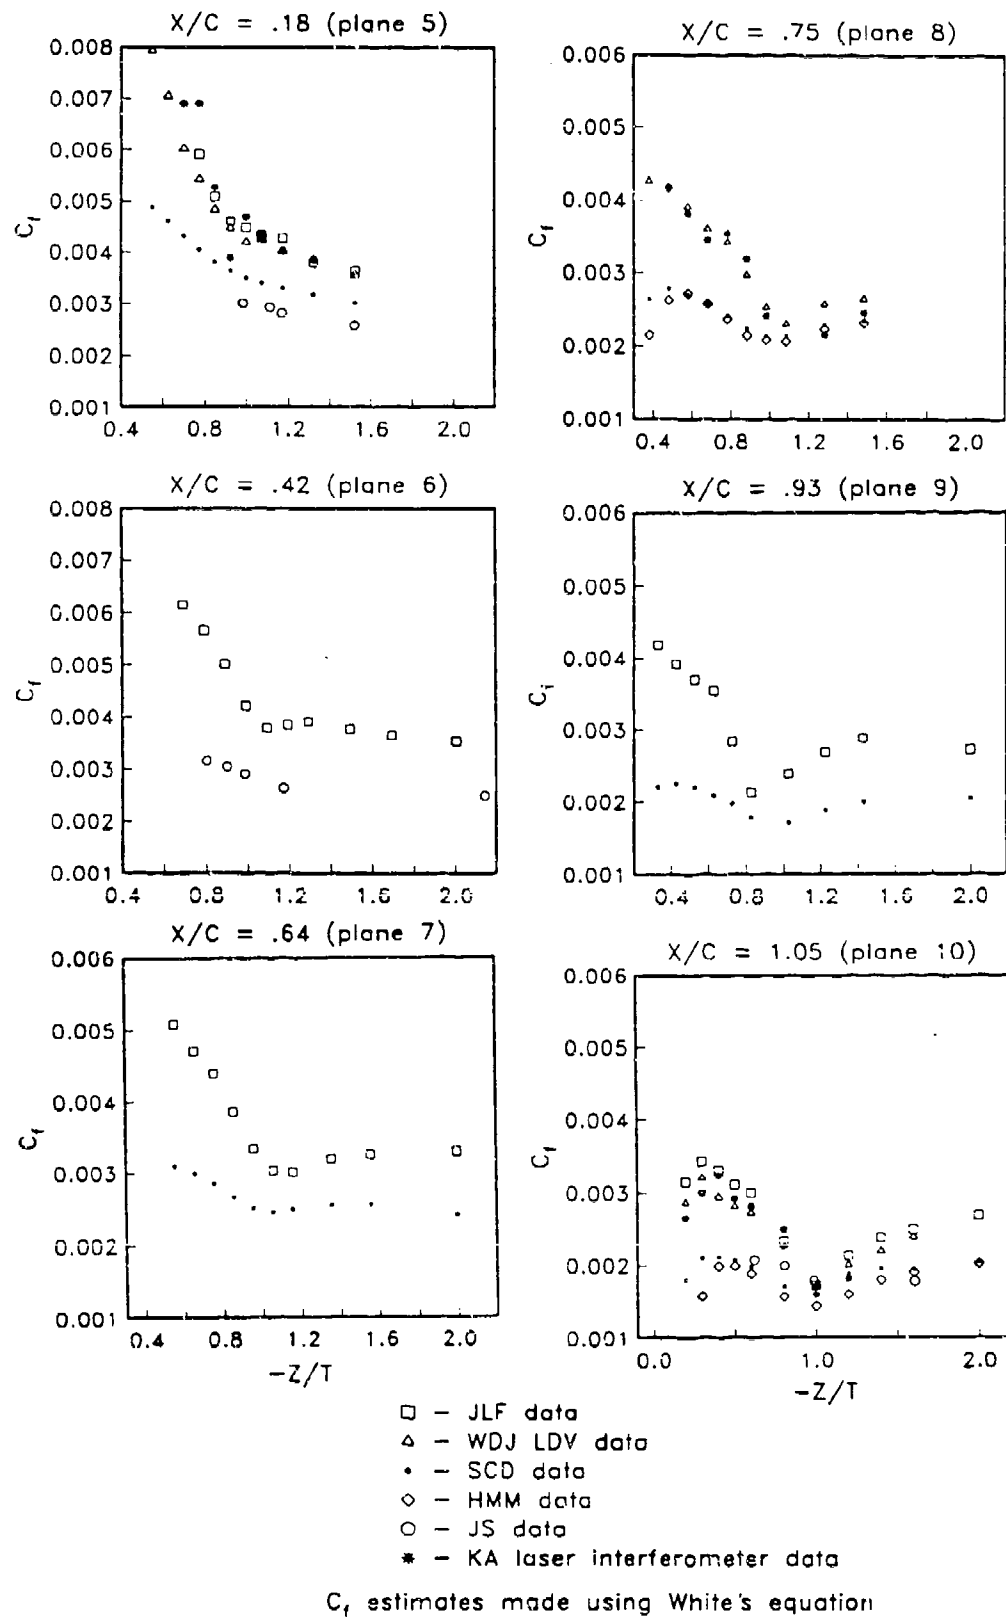 X/C = .18 (plane 5)
0.008
0.007
0.006
0.005
0.004
0.003
0.002
0.001
Cf
0.4 0.8 1.2 1.6 2.0
X/C = .75 (plane 8)
0.006
0.005
0.004
0.003
0.002
0.001
Cf
0.4 0.8 1.2 1.6 2.0
X/C = .42 (plane 6)
0.008
0.007
0.006
0.005
0.004
0.003
0.002
0.001
Cf
0.4 0.8 1.2 1.6 2.0
X/C = .93 (plane 9)
0.006
0.005
0.004
0.003
0.002
0.001
Cf
0.4 0.8 1.2 1.6 2.0
X/C = .64 (plane 7)
0.006
0.005
0.004
0.003
0.002
0.001
Cf
0.4 0.8 1.2 1.6 2.0
-Z/T
X/C = 1.05 (plane 10)
0.006
0.005
0.004
0.003
0.002
0.001
Cf
0.0 1.0 2.0
-Z/T
□ – JLF data
△ – WDJ LDV data
• – SCD data
◇ – HMM data
○ – JS data
✱ – KA laser interferometer data
Cf estimates made using White's equation